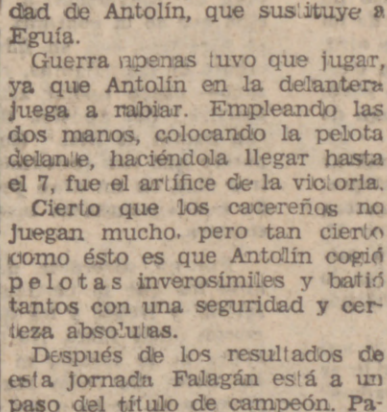 dad de Antolín, que sustituye a
Eguía.
Guerra apenas tuvo que jugar,
ya que Antolín en la delantera
juega a rabiar. Empleando las
dos manos, colocando la pelota
delante, haciéndola llegar hasta
el 7, fue el artífice de la victoria.
Cierto que los cacereños no
juegan mucho. pero tan cierto
como ésto es que Antolín cogió
pelotas inverosímiles y batió
tantos con una seguridad y cer-
teza absolutas.
Después de los resultados de
esta jornada Falagán está a un
paso del título de campeón. Pa-